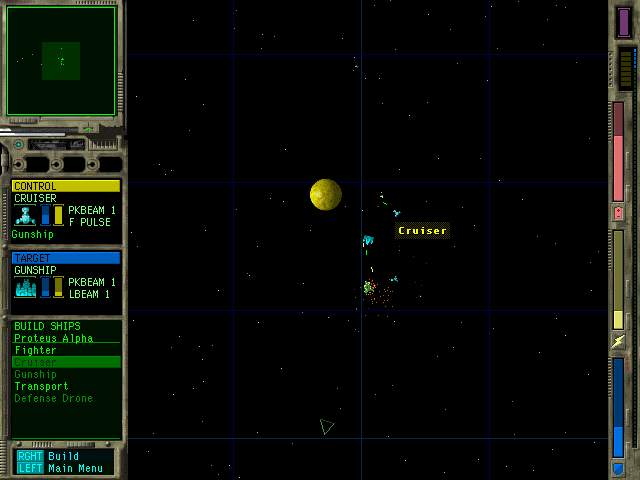 CONTROL
CRUISER
PKBEAM 1
F PULSE
Gunship
TARGET
GUNSHIP
PKBEAM 1
LBEAM 1
BUILD SHIPS
Proteus Alpha
Fighter
Cruiser
Gunship
Transport
Defense Drone
RGHT Build
LEFT Main Menu
Cruiser